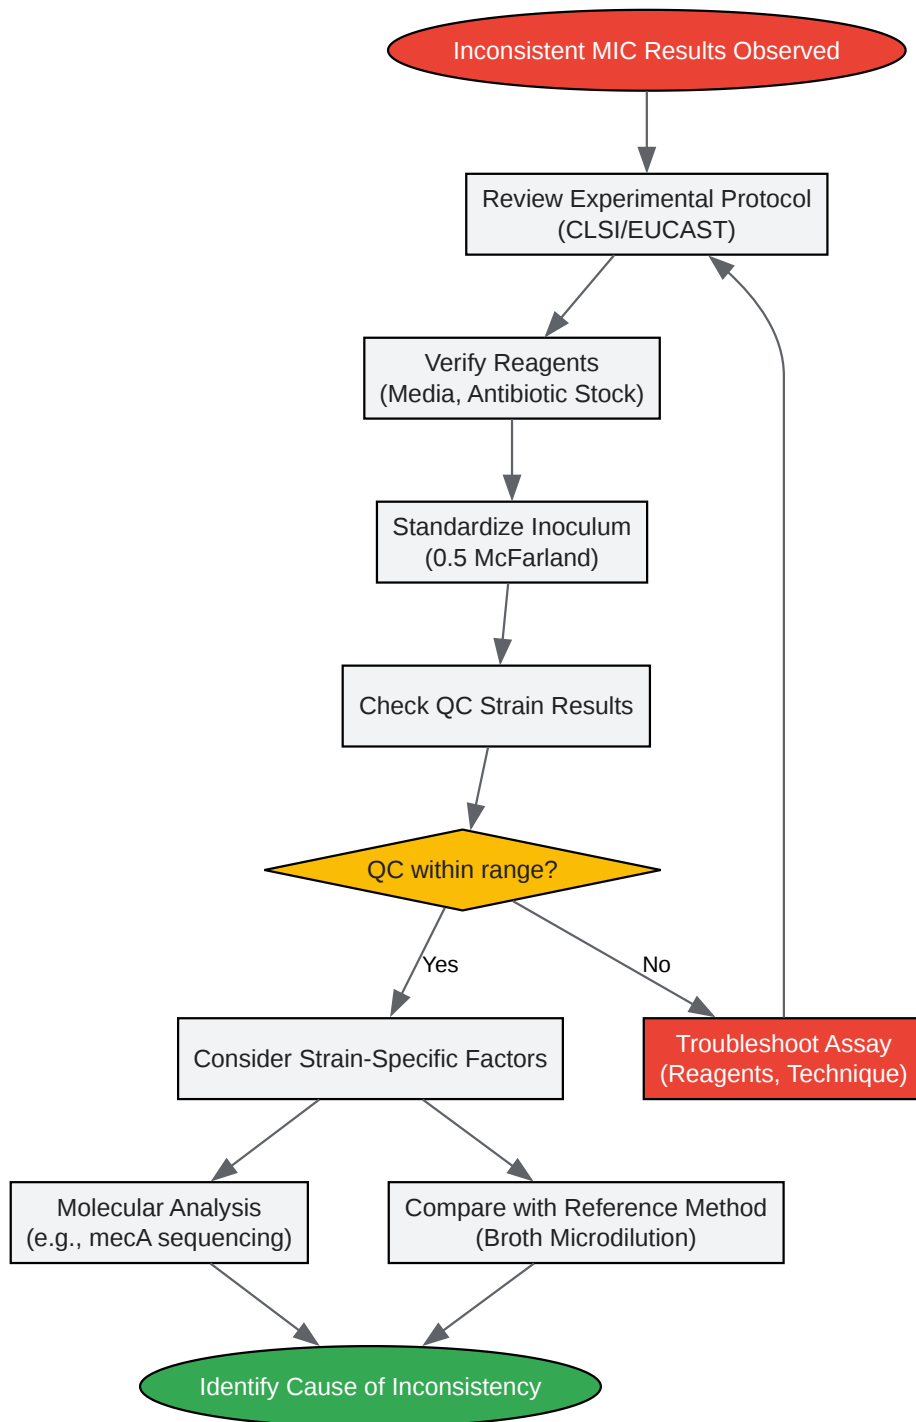 Inconsistent MIC Results Observed
Review Experimental Protocol
(CLSI/EUCAST)
Verify Reagents
(Media, Antibiotic Stock)
Standardize Inoculum
(0.5 McFarland)
Check QC Strain Results
QC within range?
Yes
No
Consider Strain-Specific Factors
Troubleshoot Assay
(Reagents, Technique)
Molecular Analysis
(e.g., mecA sequencing)
Compare with Reference Method
(Broth Microdilution)
Identify Cause of Inconsistency